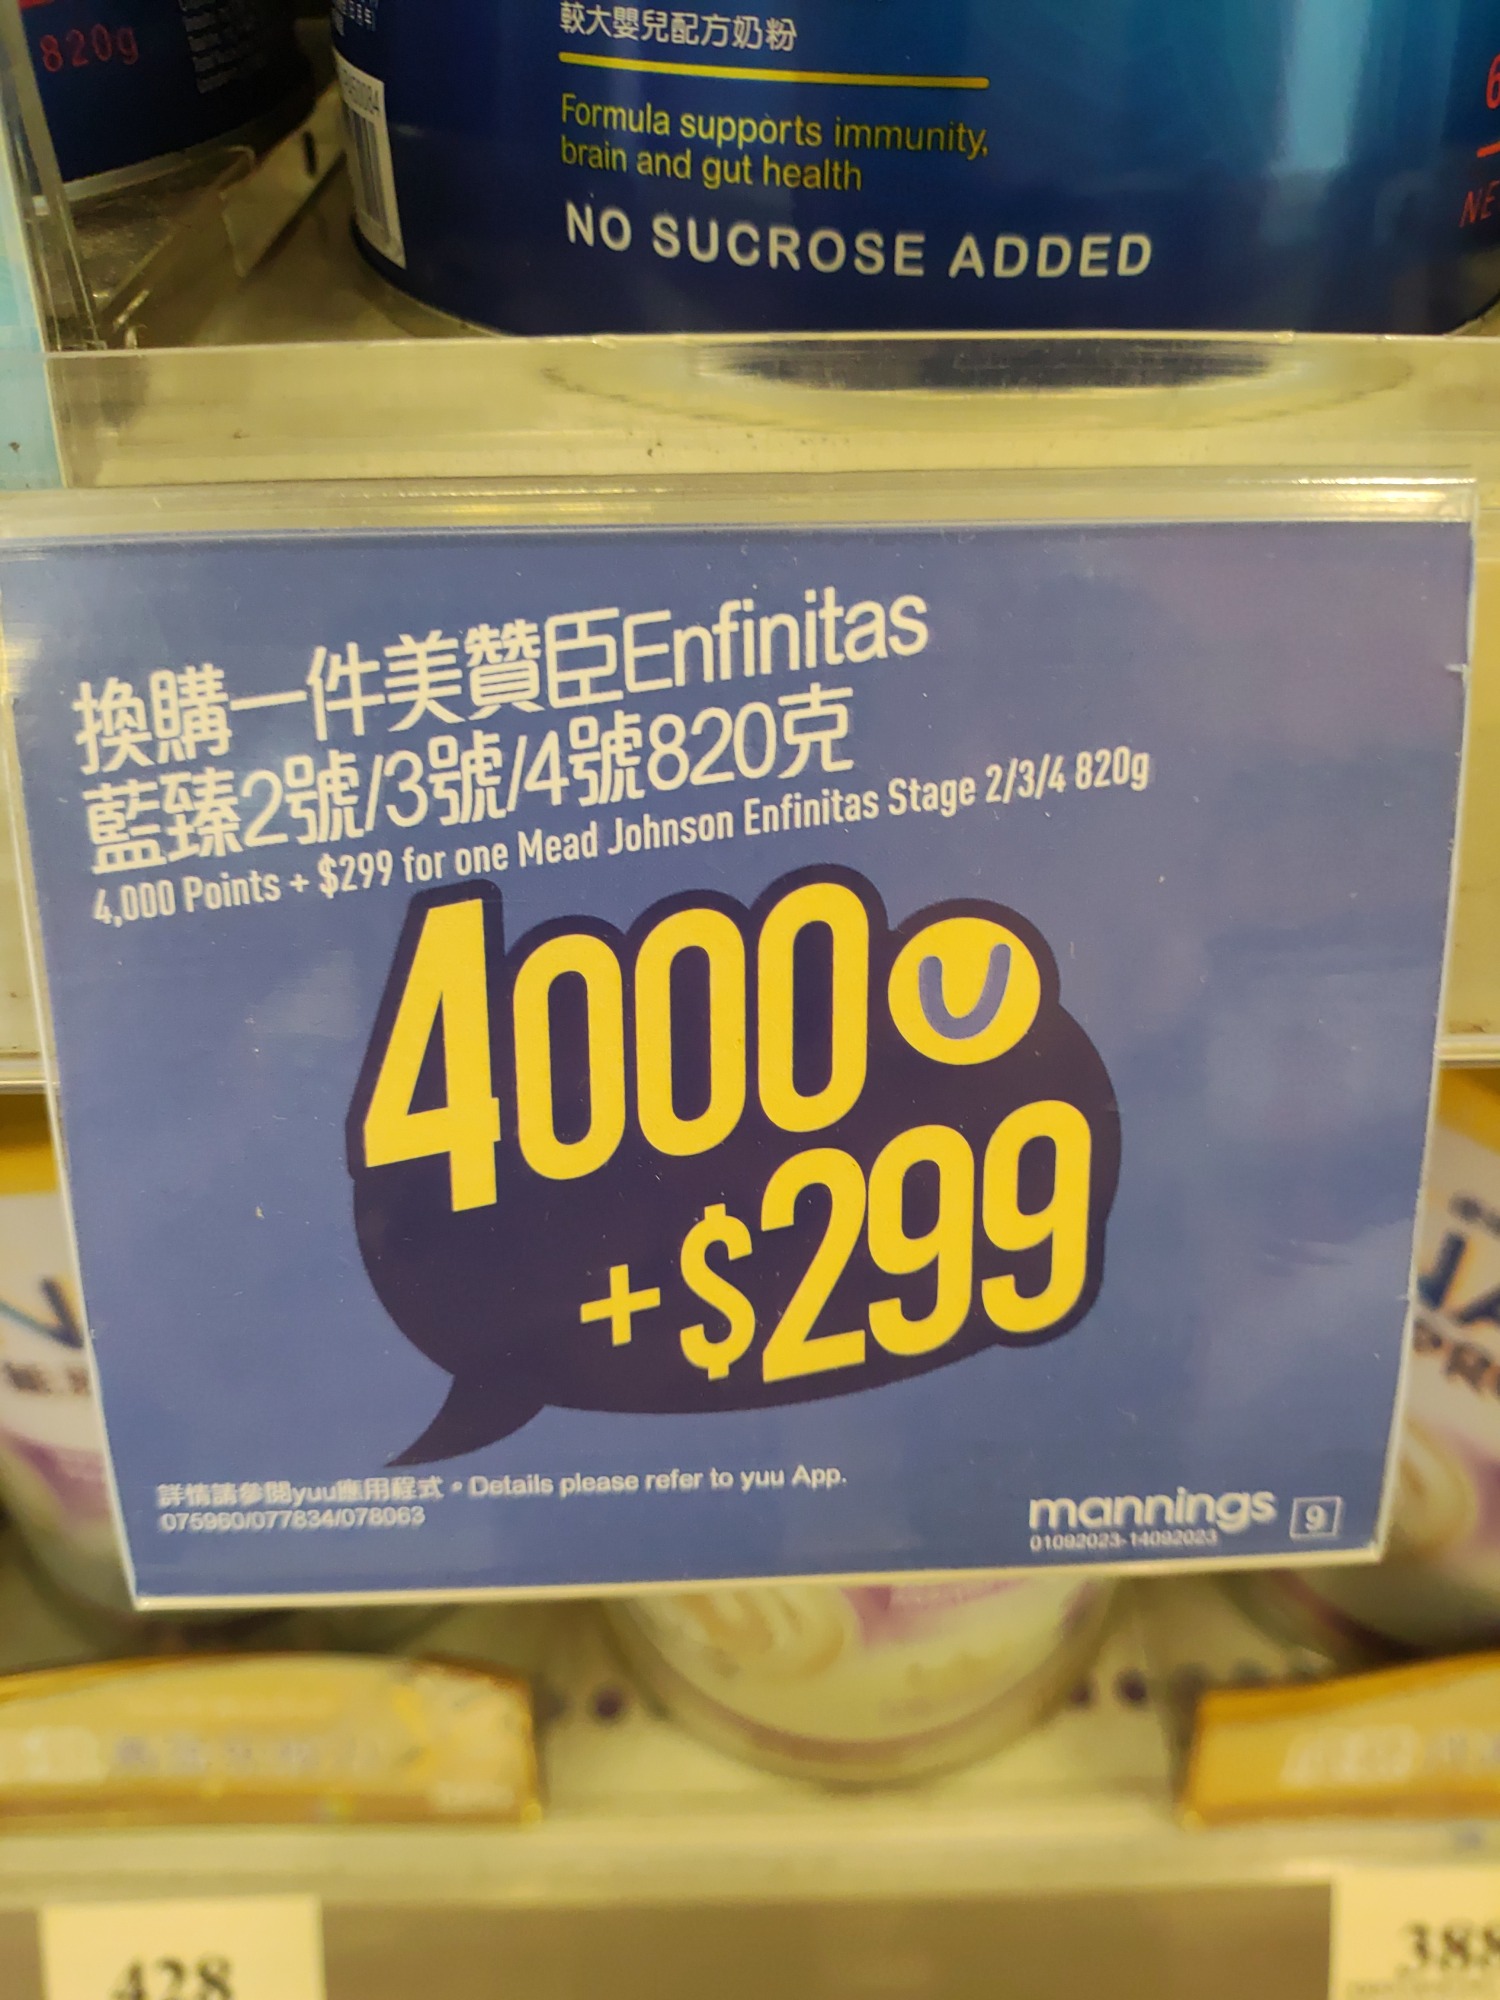 820g
較大嬰兒配方奶粉
Formula supports immunity,
brain and gut health
NO SUCROSE ADDED
換購一件美贊臣Enfinitas
藍臻2號/3號/4號820克
4,000 Points + $299 for one Mead Johnson Enfinitas Stage 2/3/4 820g
4000
+$299
詳情請參閱yuu應用程式。Details please refer to yuu App.
075960/077834/078063
mannings 9
01092023-14092023
428
388